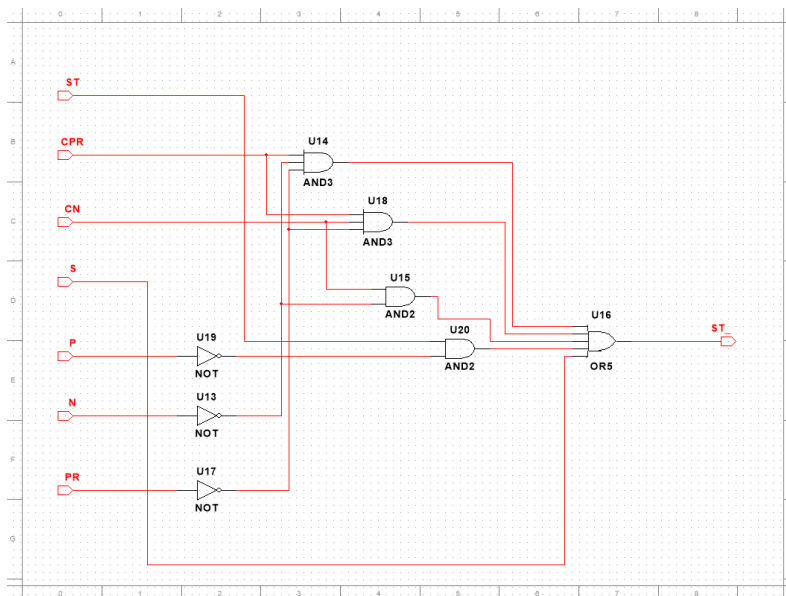 0 1 2 3 4 5 6 7 8
A
ST
B
CPR
U14
AND3
C
CN
U18
AND3
D
S
U15
AND2
U16
OR5
ST_
U20
AND2
E
P
U19
NOT
N
U13
NOT
F
PR
U17
NOT
G
0 1 2 3 4 5 6 7 8